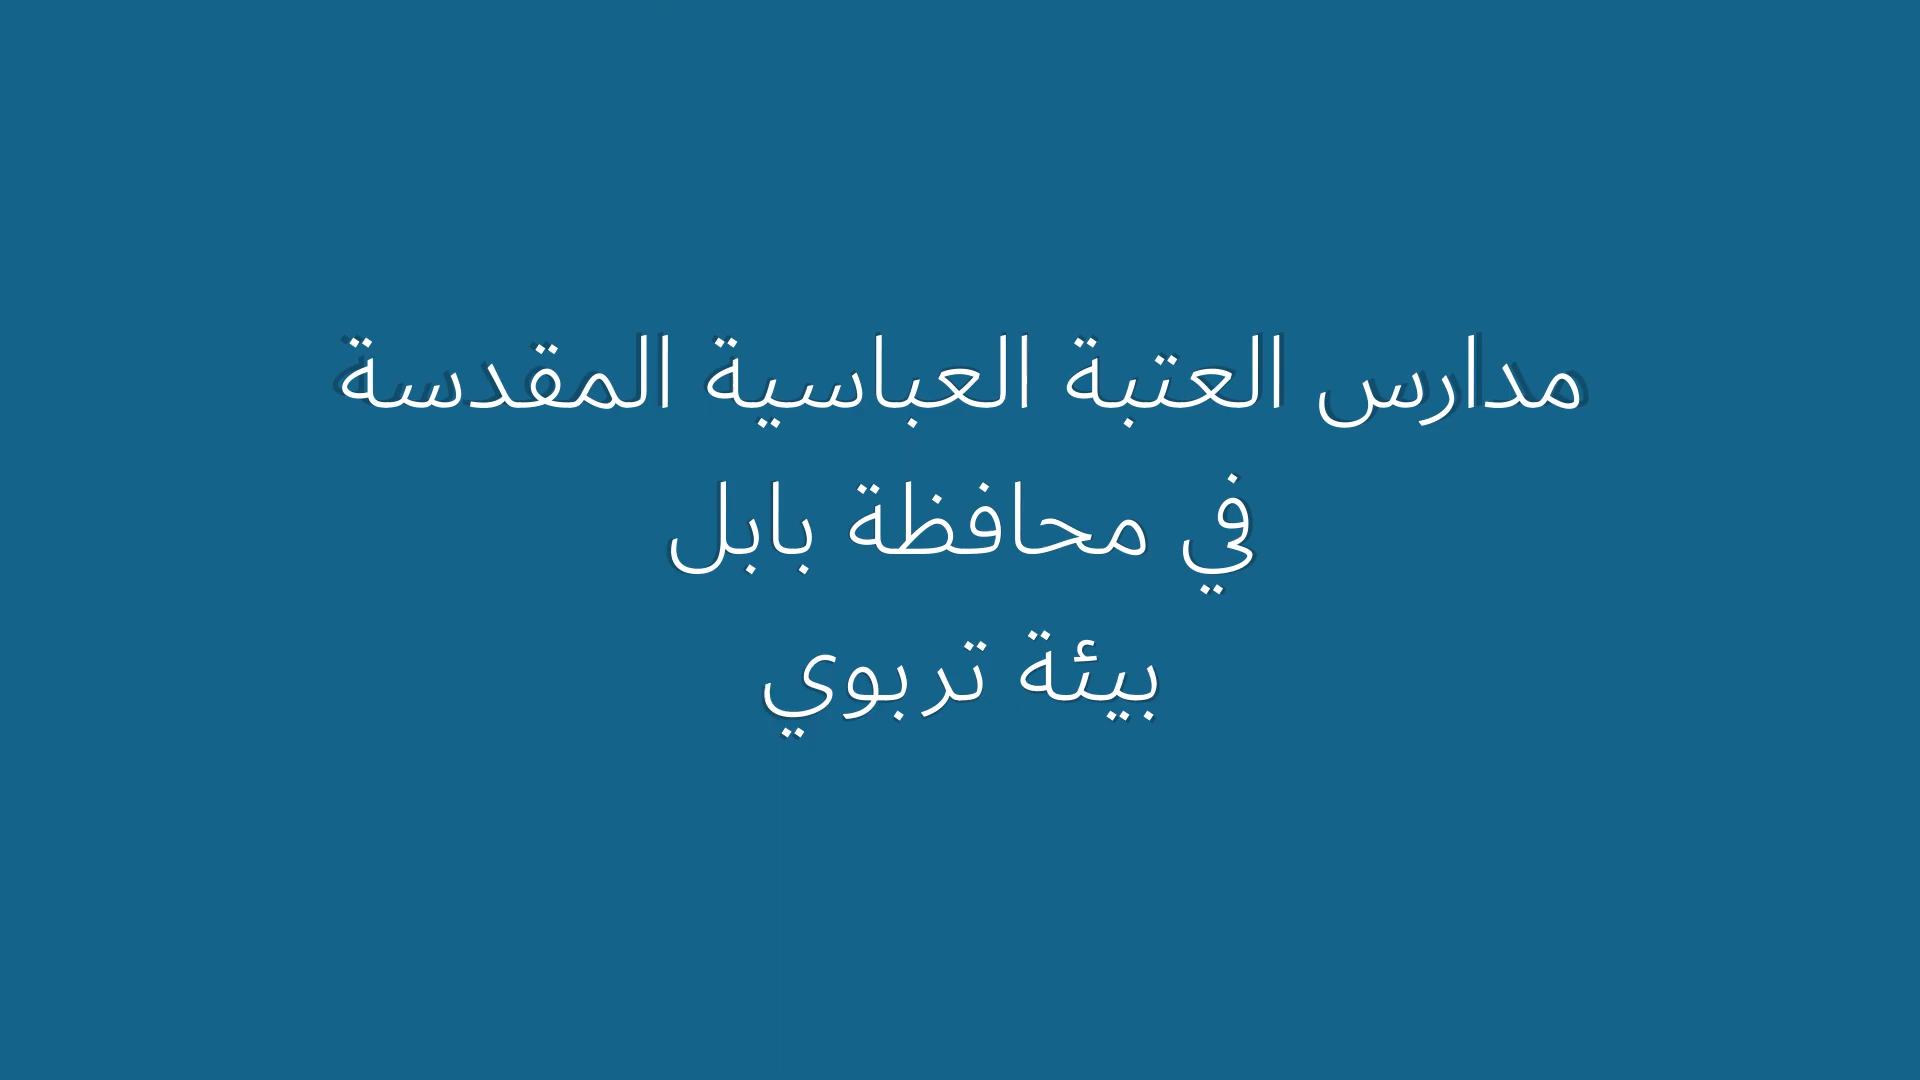 مدارس العتبة العباسية المقدسة
في محافظة بابل
بيئة تربوي